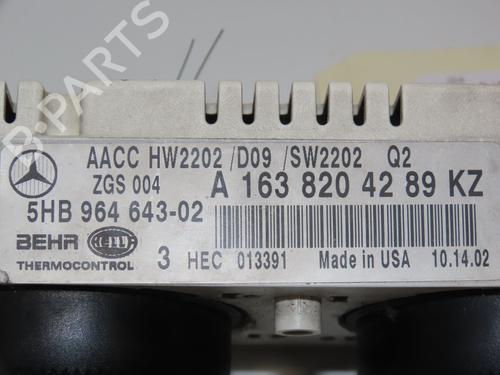 B-PARTS
AACC HW2202 /D09 /SW2202 Q2
ZGS 004 A 163 820 42 89 KZ
5HB 964 643-02
BEHR HELLA
THERMOCONTROL 3 HEC 013391 Made in USA 10.14.02